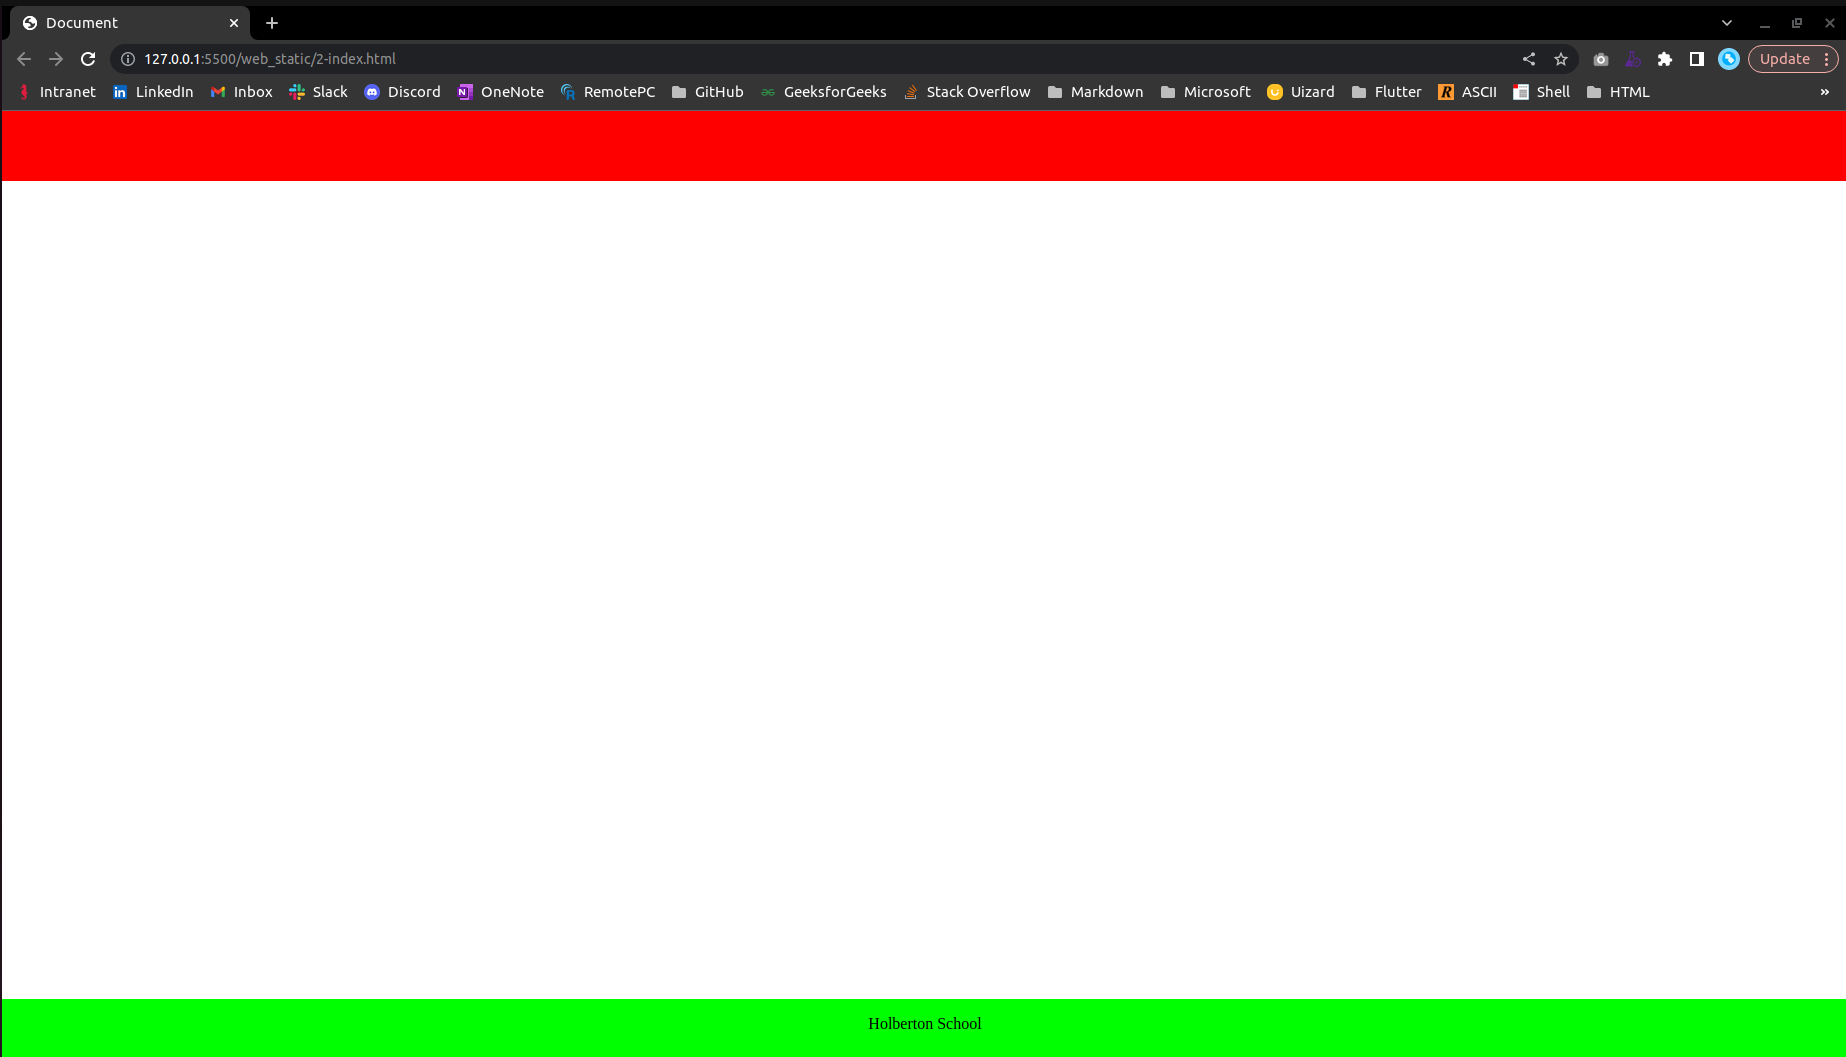 Document
127.0.0.1:5500/web_static/2-index.html
Update
Intranet LinkedIn Inbox Slack Discord OneNote RemotePC GitHub GeeksforGeeks Stack Overflow Markdown Microsoft Uizard Flutter ASCII Shell HTML »
Holberton School